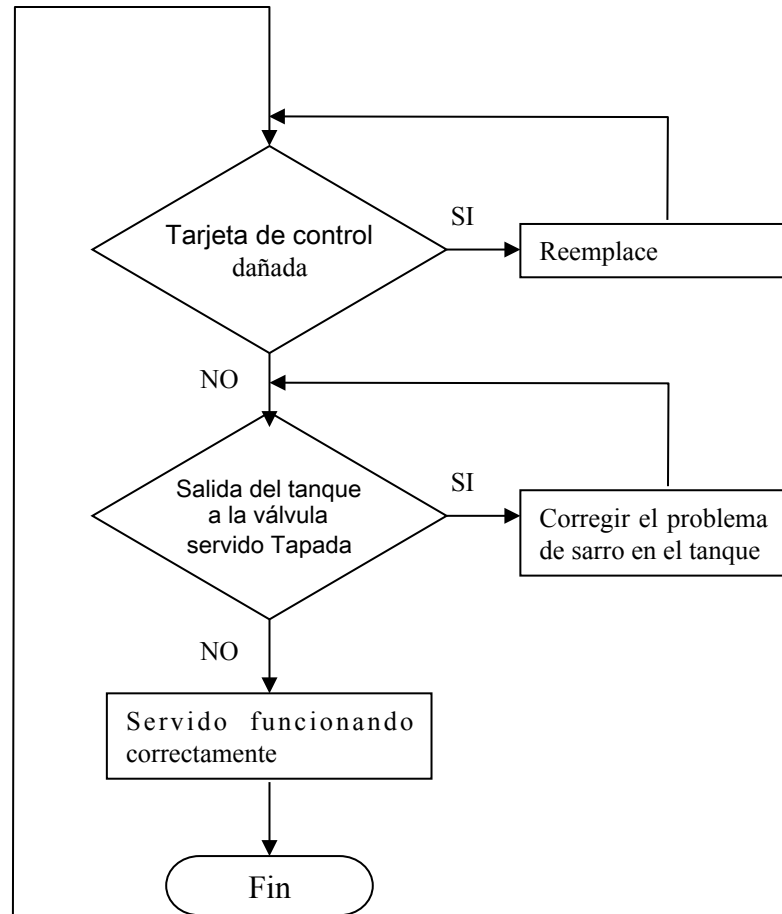 Tarjeta de control
dañada
SI
Reemplace
NO
Salida del tanque
a la válvula
servido Tapada
SI
Corregir el problema
de sarro en el tanque
NO
Servido funcionando
correctamente
Fin